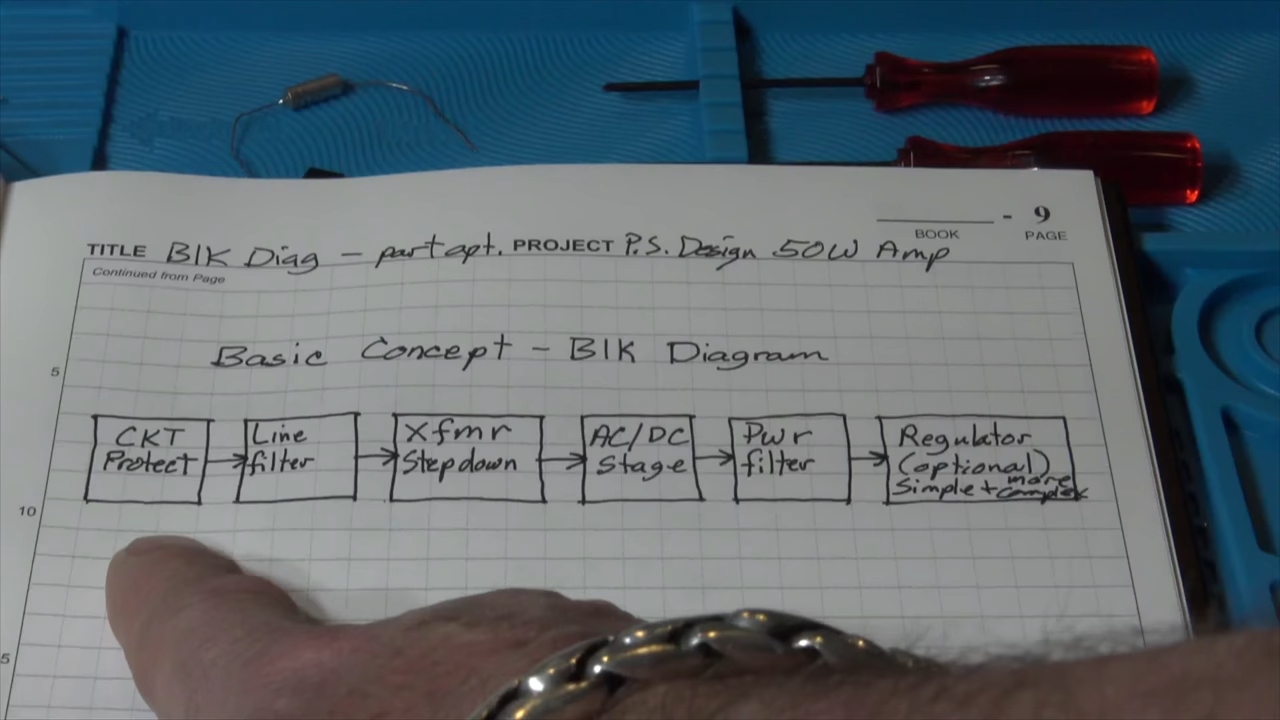 - 9
BOOK PAGE
TITLE Blk Diag - part opt. PROJECT P.S. Design 50W Amp
Continued from Page
Basic Concept - Blk Diagram
5
CKT Protect
Line filter
Xfmr Stepdown
AC/DC Stage
Pwr filter
Regulator (optional) Simple + more Complex
10
5